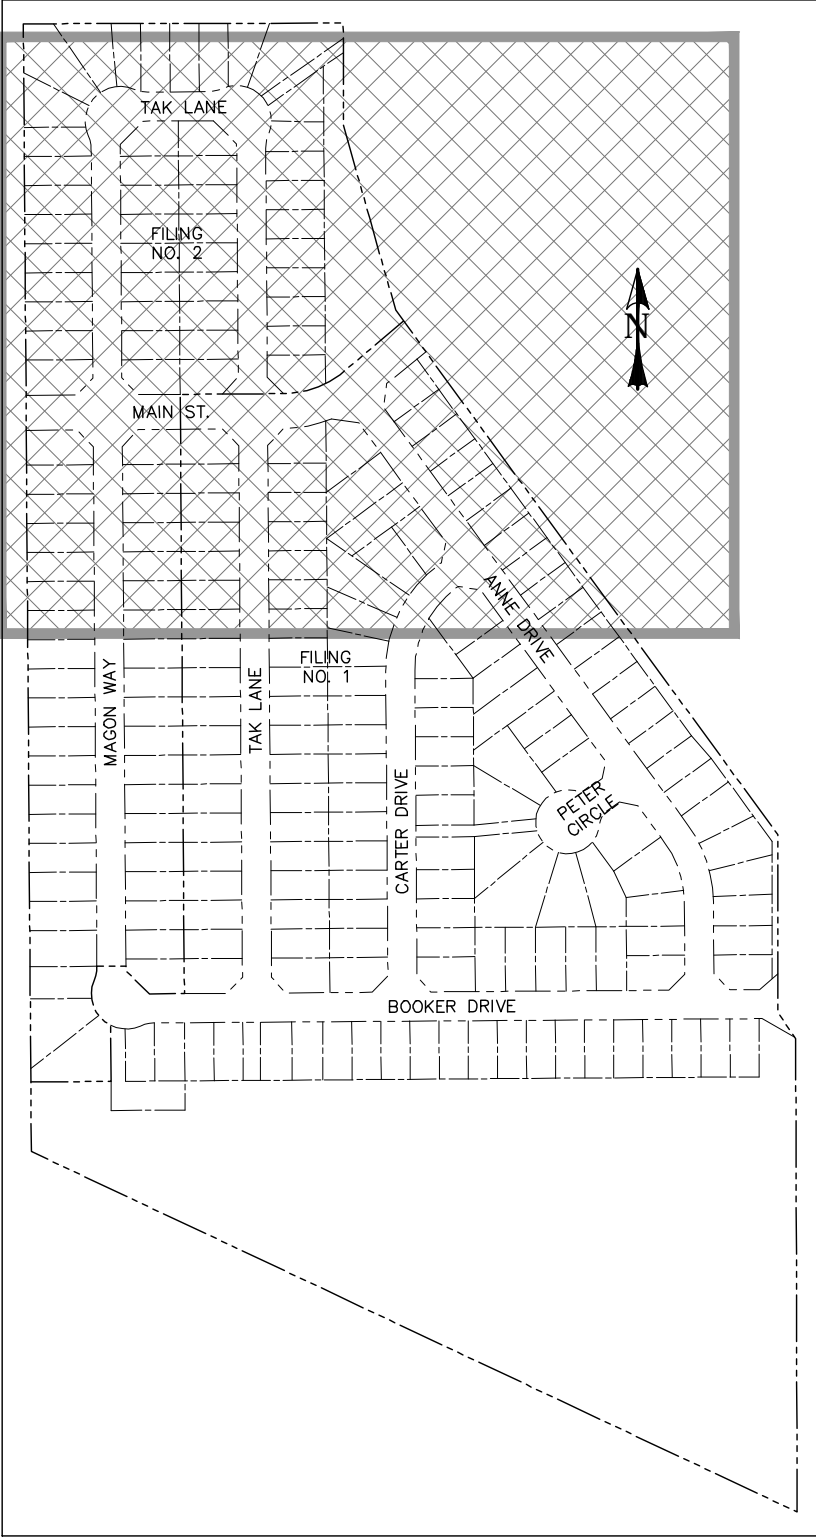 TAK LANE
FILING
NO. 2
N
MAIN ST.
ANNE DRIVE
FILING
NO. 1
MAGON WAY
TAK LANE
CARTER DRIVE
PETER
CIRCLE
BOOKER DRIVE